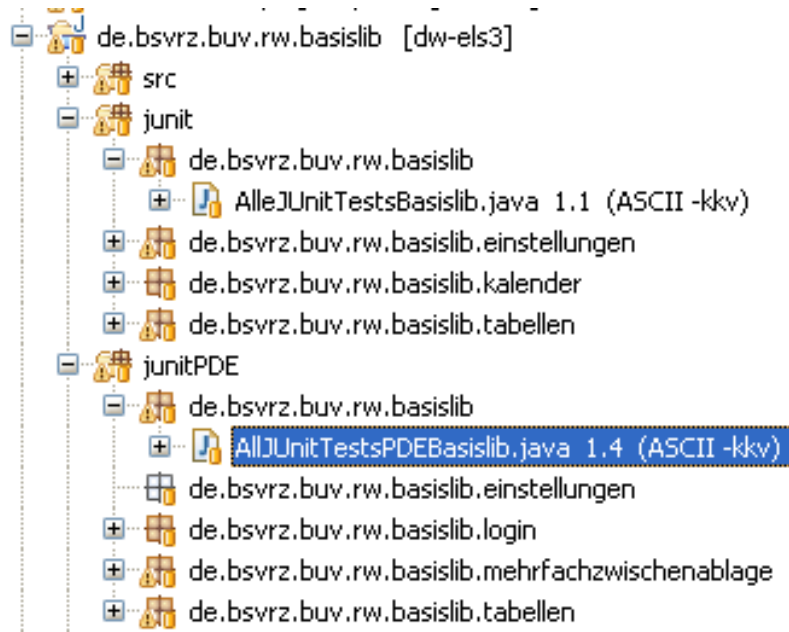 de.bsvrz.buv.rw.basislib [dw-els3]
src
junit
de.bsvrz.buv.rw.basislib
AlleJUnitTestsBasislib.java 1.1 (ASCII -kkv)
de.bsvrz.buv.rw.basislib.einstellungen
de.bsvrz.buv.rw.basislib.kalender
de.bsvrz.buv.rw.basislib.tabellen
junitPDE
de.bsvrz.buv.rw.basislib
AllJUnitTestsPDEBasislib.java 1.4 (ASCII -kkv)
de.bsvrz.buv.rw.basislib.einstellungen
de.bsvrz.buv.rw.basislib.login
de.bsvrz.buv.rw.basislib.mehrfachzwischenablage
de.bsvrz.buv.rw.basislib.tabellen